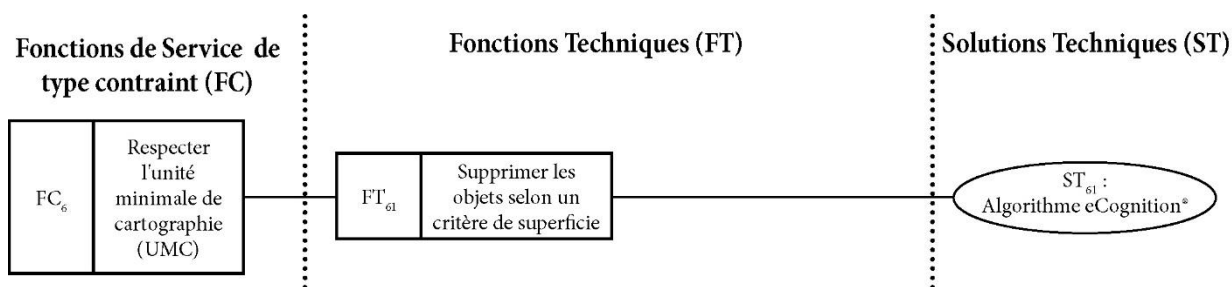 Fonctions de Service de
type contraint (FC)
Fonctions Techniques (FT)
Solutions Techniques (ST)
FC₆
Respecter
l'unité
minimale de
cartographie
(UMC)
FT₆₁
Supprimer les
objets selon un
critère de superficie
ST₆₁ :
Algorithme eCognition®